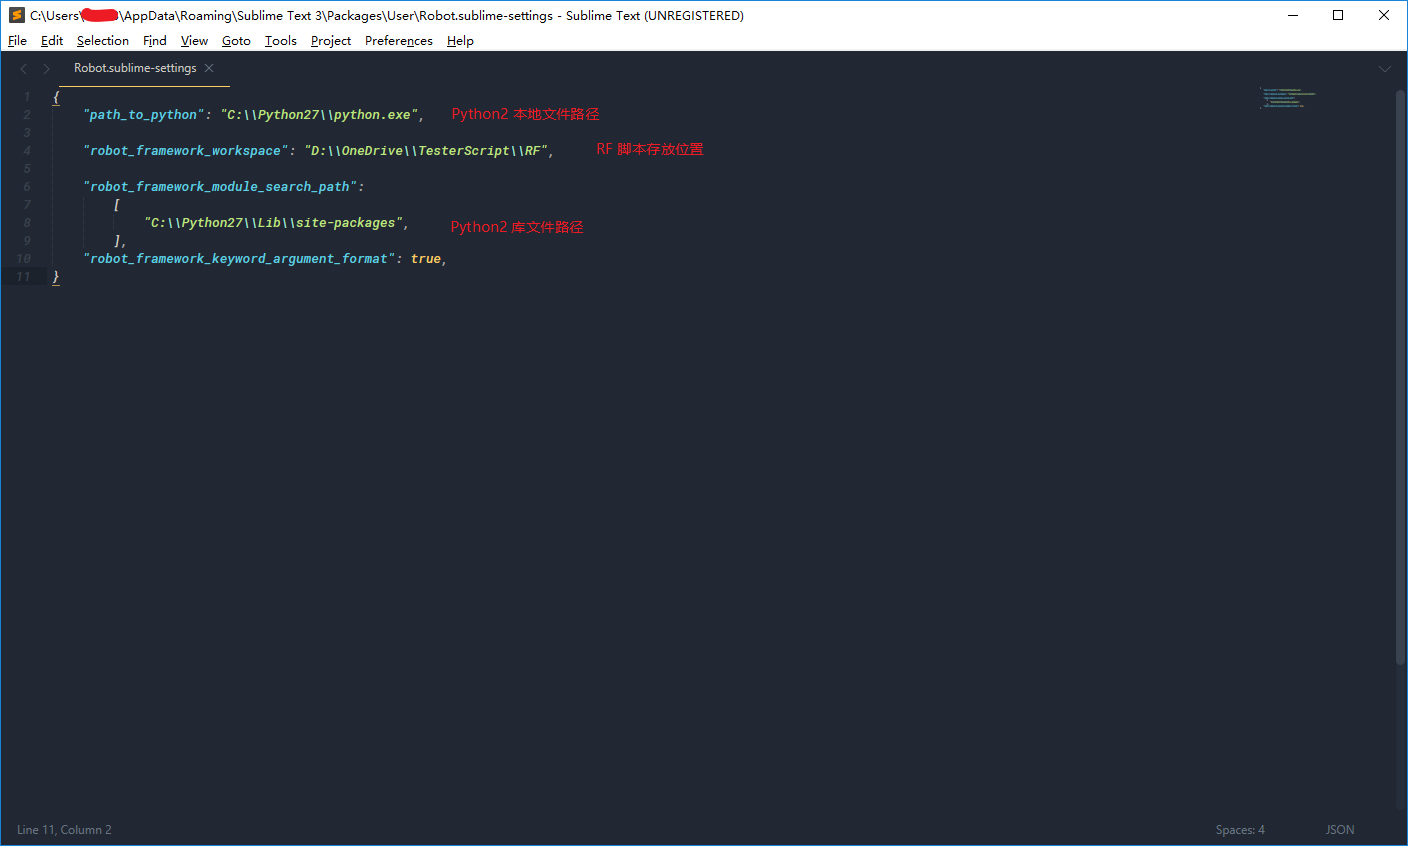 C:\Users\ \AppData\Roaming\Sublime Text 3\Packages\User\Robot.sublime-settings - Sublime Text (UNREGISTERED)
File Edit Selection Find View Goto Tools Project Preferences Help
Robot.sublime-settings
1 {
2 "path_to_python": "C:\\Python27\\python.exe", Python2 本地文件路径
3
4 "robot_framework_workspace": "D:\\OneDrive\\TesterScript\\RF", RF 脚本存放位置
5
6 "robot_framework_module_search_path":
7 [
8 "C:\\Python27\\Lib\\site-packages", Python2 库文件路径
9 ],
10 "robot_framework_keyword_argument_format": true,
11 }
Line 11, Column 2 Spaces: 4 JSON